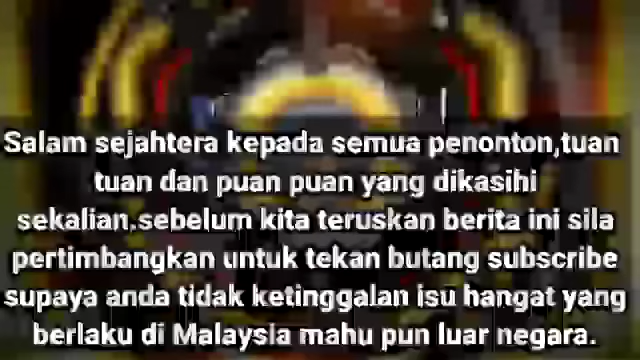 Salam sejahtera kepada semua penonton,tuan
tuan dan puan puan yang dikasihi
sekalian.sebelum kita teruskan berita ini sila
pertimbangkan untuk tekan butang subscribe
supaya anda tidak ketinggalan isu hangat yang
berlaku di Malaysia mahu pun luar negara.